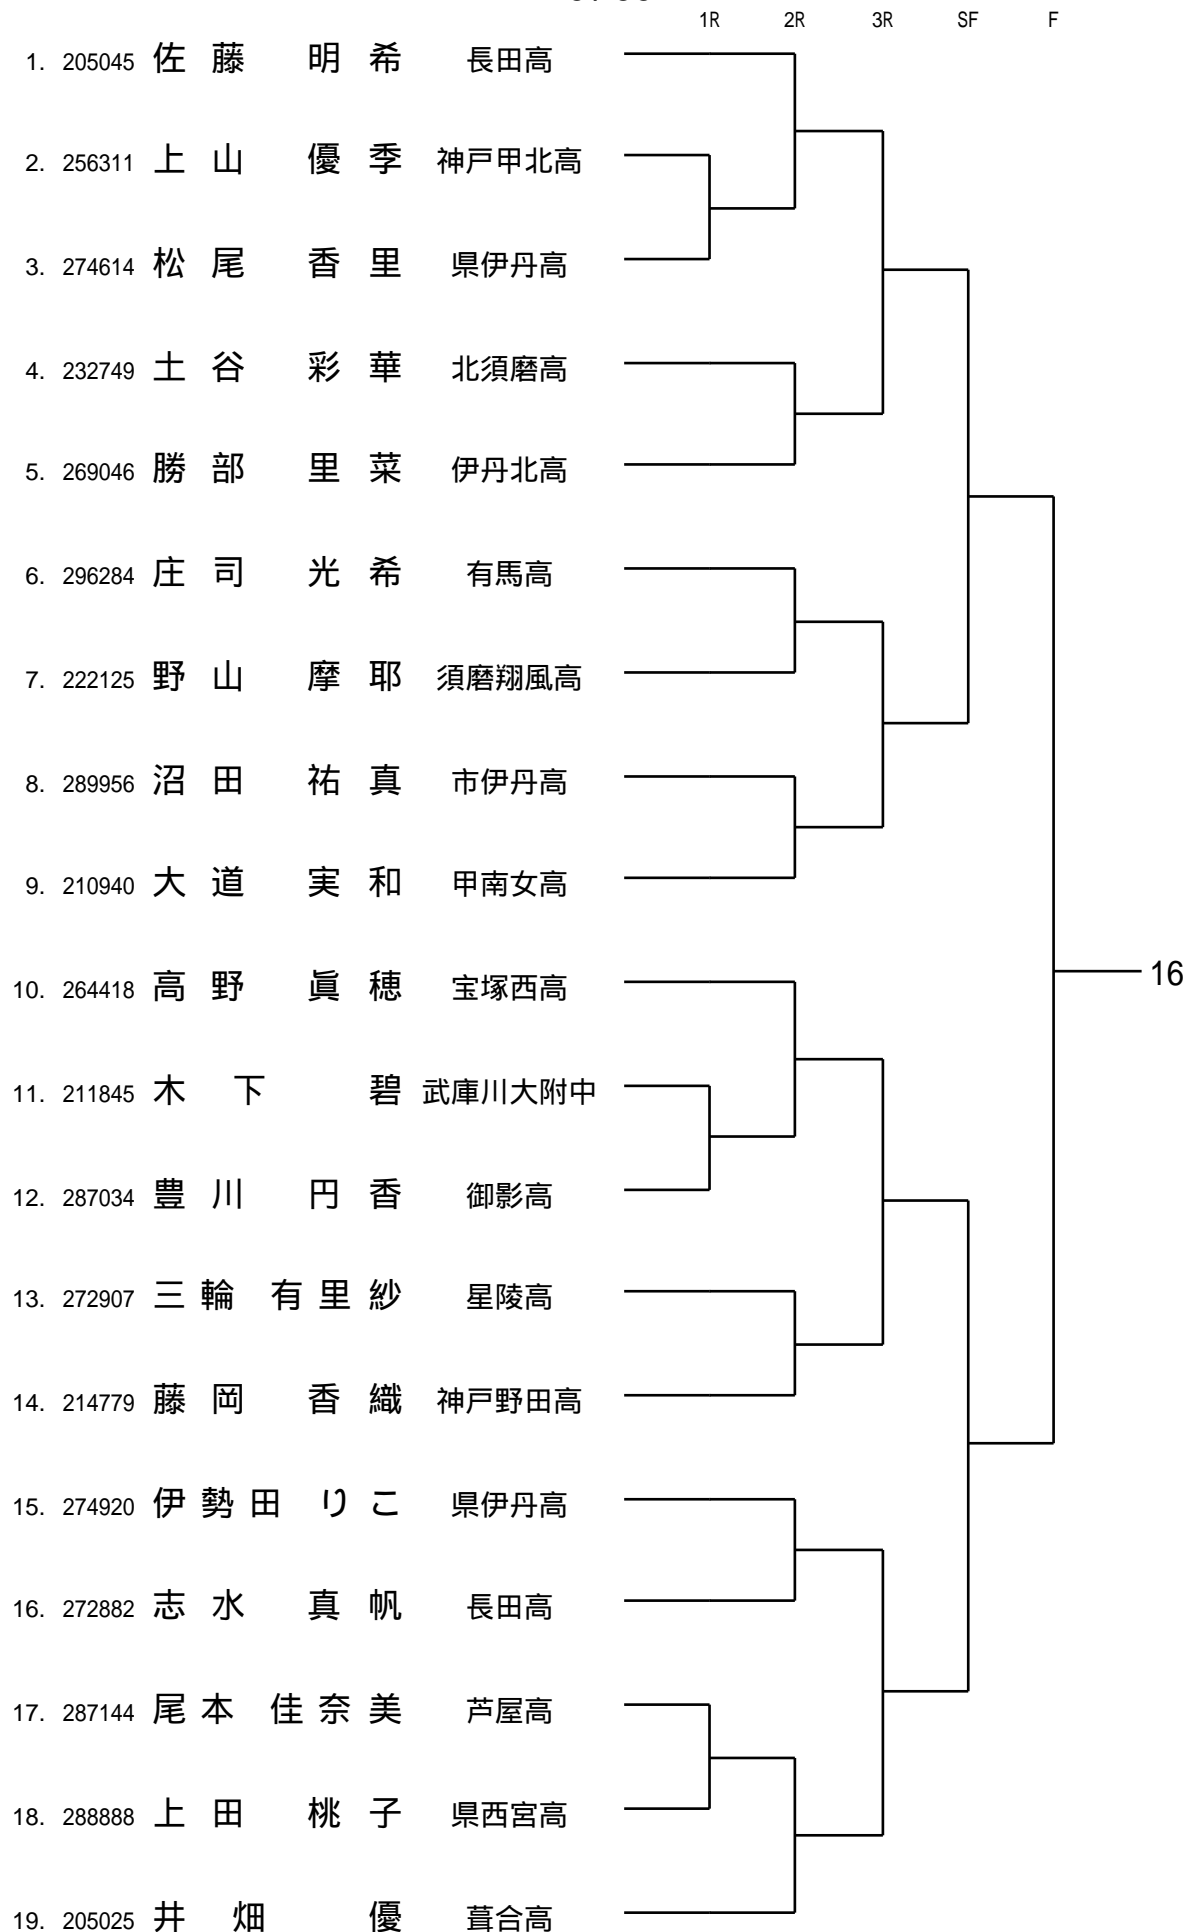 1R 2R 3R SF F
1. 205045 佐藤 明希 長田高
2. 256311 上山 優季 神戸甲北高
3. 274614 松尾 香里 県伊丹高
4. 232749 土谷 彩華 北須磨高
5. 269046 勝部 里菜 伊丹北高
6. 296284 庄司 光希 有馬高
7. 222125 野山 摩耶 須磨翔風高
8. 289956 沼田 祐真 市伊丹高
9. 210940 大道 実和 甲南女高
10. 264418 高野 眞穂 宝塚西高
16
11. 211845 木下 碧 武庫川大附中
12. 287034 豊川 円香 御影高
13. 272907 三輪 有里紗 星陵高
14. 214779 藤岡 香織 神戸野田高
15. 274920 伊勢田 りこ 県伊丹高
16. 272882 志水 真帆 長田高
17. 287144 尾本 佳奈美 芦屋高
18. 288888 上田 桃子 県西宮高
19. 205025 井畑 優 葺合高